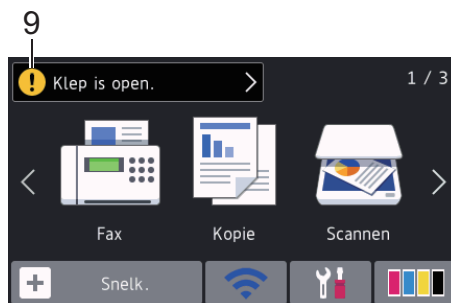 9
Klep is open.
1 / 3
Fax Kopie Scannen
Snelk.